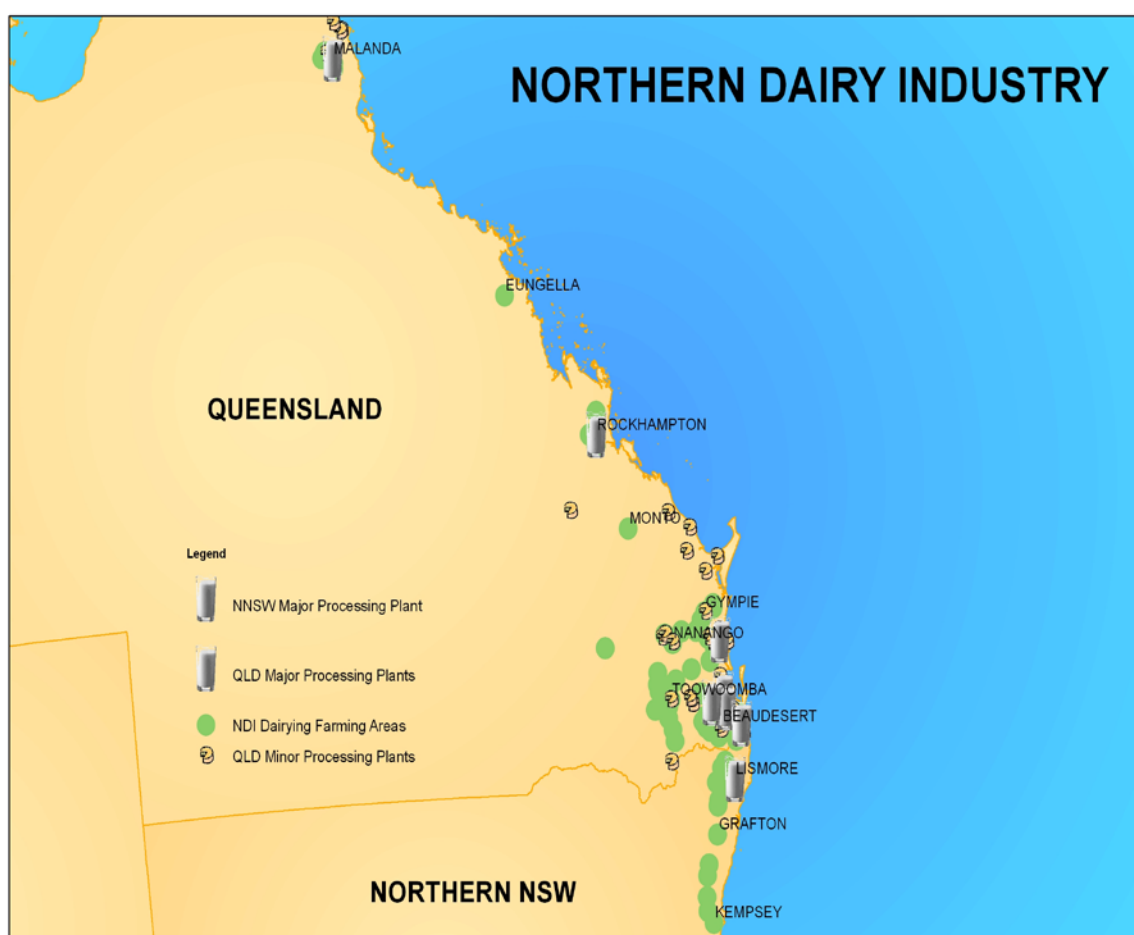 MALANDA
NORTHERN DAIRY INDUSTRY
EUNGELLA
QUEENSLAND
ROCKHAMPTON
MONTO
Legend
NNSW Major Processing Plant
QLD Major Processing Plants
NDI Dairying Farming Areas
QLD Minor Processing Plants
GYMPIE
NANANGO
TOOWOOMBA
BEAUDESERT
LISMORE
GRAFTON
NORTHERN NSW
KEMPSEY